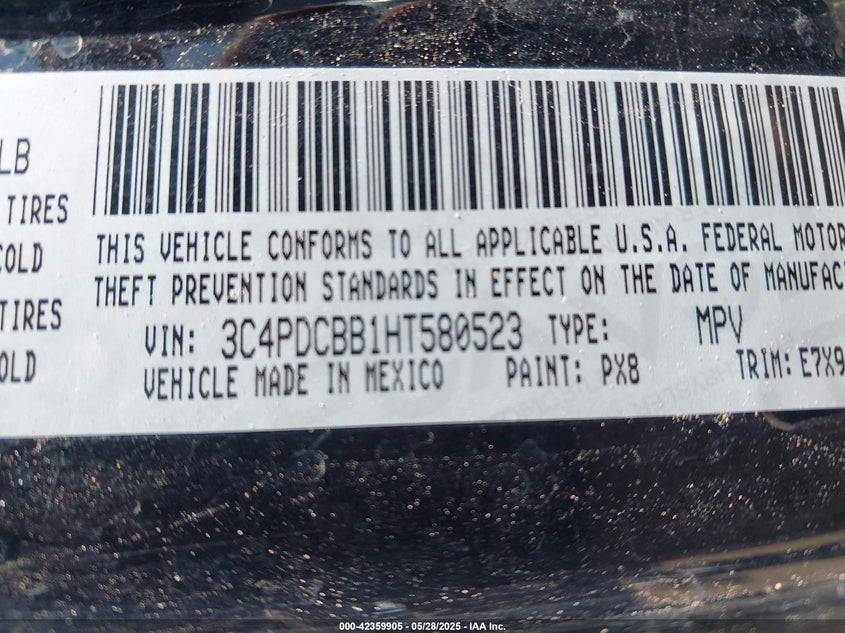 LB
TIRES
COLD
TIRES
OLD
THIS VEHICLE CONFORMS TO ALL APPLICABLE U.S.A. FEDERAL MOTOR
THEFT PREVENTION STANDARDS IN EFFECT ON THE DATE OF MANUFAC
VIN: 3C4PDCBB1HT580523 TYPE: MPV
VEHICLE MADE IN MEXICO PAINT: PX8 TRIM: E7X9
000-42359905 / 05/28/2025 / IAA Inc.